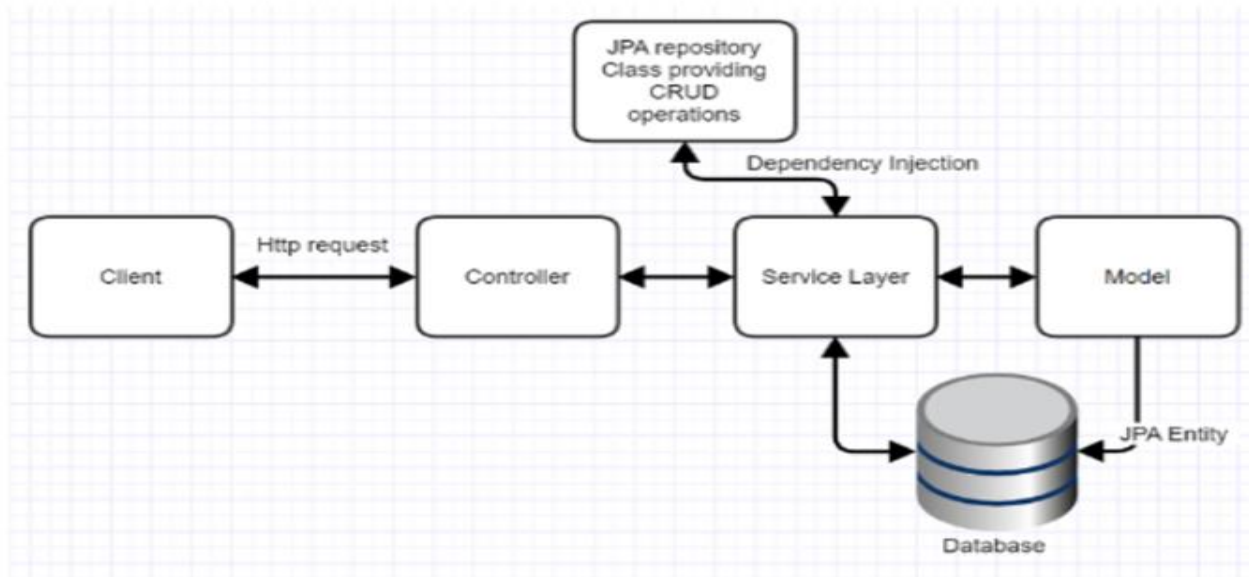 JPA repository
Class providing
CRUD
operations
Dependency Injection
Http request
Client
Controller
Service Layer
Model
JPA Entity
Database